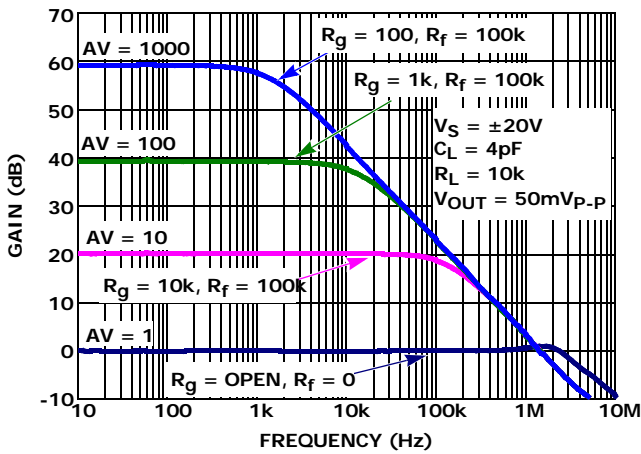 70
60
50
40
30
20
10
0
-10
GAIN (dB)
AV = 1000
Rg = 100, Rf = 100k
Rg = 1k, Rf = 100k
VS = ±20V
CL = 4pF
RL = 10k
VOUT = 50mVP-P
AV = 100
AV = 10
Rg = 10k, Rf = 100k
AV = 1
Rg = OPEN, Rf = 0
10
100
1k
10k
100k
1M
10M
FREQUENCY (Hz)